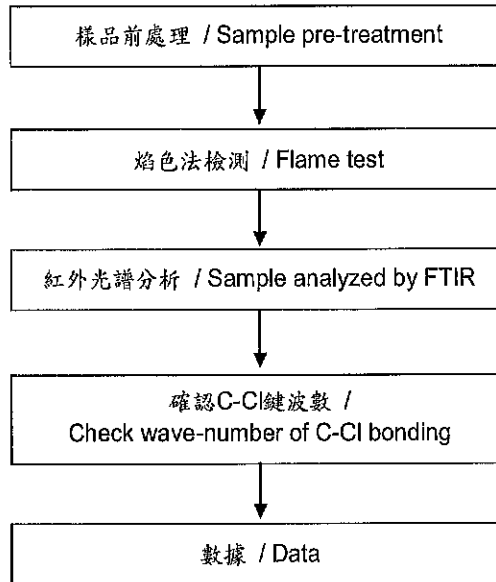 樣品前處理 / Sample pre-treatment
焰色法檢測 / Flame test
紅外光譜分析 / Sample analyzed by FTIR
確認C-Cl鍵波數 /
Check wave-number of C-Cl bonding
數據 / Data